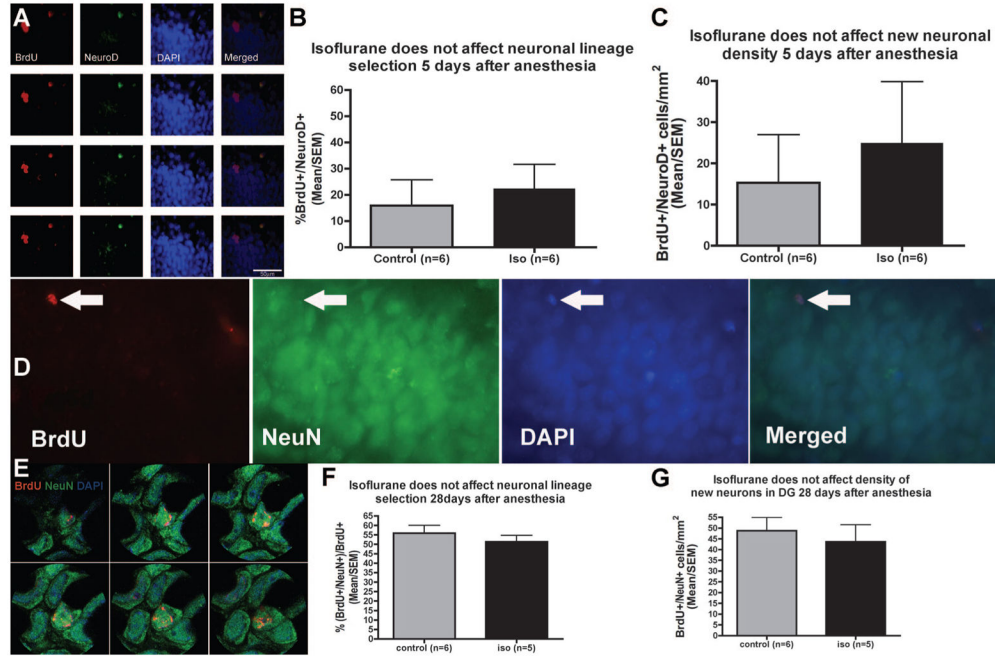 A
BrdU
NeuroD
DAPI
Merged
50µm
B
Isoflurane does not affect neuronal lineage
selection 5 days after anesthesia
%BrdU+/NeuroD+
(Mean/SEM)
60
50
40
30
20
10
0
Control (n=6)
Iso (n=6)
C
Isoflurane does not affect new neuronal
density 5 days after anesthesia
BrdU+/NeuroD+ cells/mm²
(Mean/SEM)
40
30
20
10
0
Control (n=6)
Iso (n=6)
D
BrdU
NeuN
DAPI
Merged
E
BrdU NeuN DAPI
F
Isoflurane does not affect neuronal lineage
selection 28days after anesthesia
% (BrdU+/NeuN+)/BrdU+
(Mean/SEM)
65
60
55
50
45
40
35
30
25
20
15
10
5
0
control (n=6)
iso (n=5)
G
Isoflurane does not affect density of
new neurons in DG 28 days after anesthesia
BrdU+/NeuN+ cells/mm²
(Mean/SEM)
55
50
45
40
35
30
25
20
15
10
5
0
control (n=6)
iso (n=5)